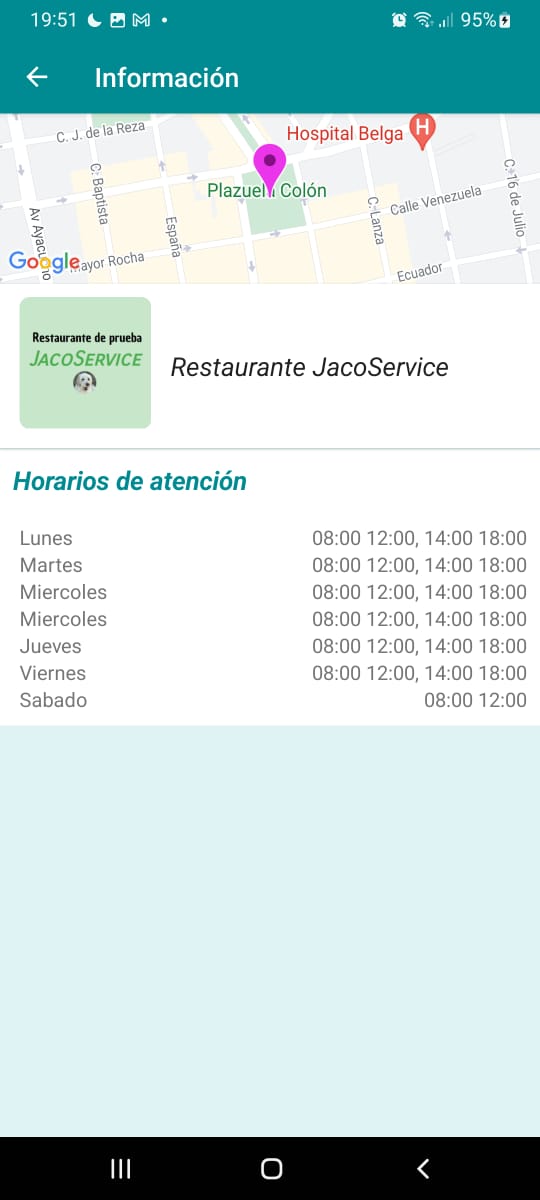 19:51
95%
Información
C. J. de la Reza
Hospital Belga
H
C. Baptista
Plazuela Colón
C. 16 de Julio
Calle Venezuela
C. Lanza
España
Av Ayacucho
Google
Mayor Rocha
Ecuador
Restaurante de prueba
JACOSERVICE
Restaurante JacoService
Horarios de atención
Lunes 08:00 12:00, 14:00 18:00
Martes 08:00 12:00, 14:00 18:00
Miercoles 08:00 12:00, 14:00 18:00
Miercoles 08:00 12:00, 14:00 18:00
Jueves 08:00 12:00, 14:00 18:00
Viernes 08:00 12:00, 14:00 18:00
Sabado 08:00 12:00